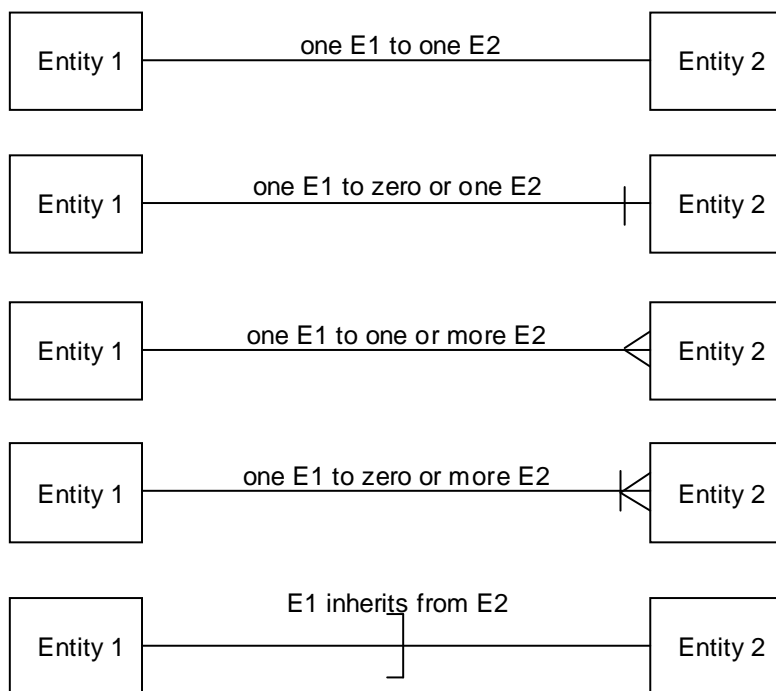 one E1 to one E2
Entity 1
Entity 2
one E1 to zero or one E2
Entity 1
Entity 2
one E1 to one or more E2
Entity 1
Entity 2
one E1 to zero or more E2
Entity 1
Entity 2
E1 inherits from E2
Entity 1
Entity 2